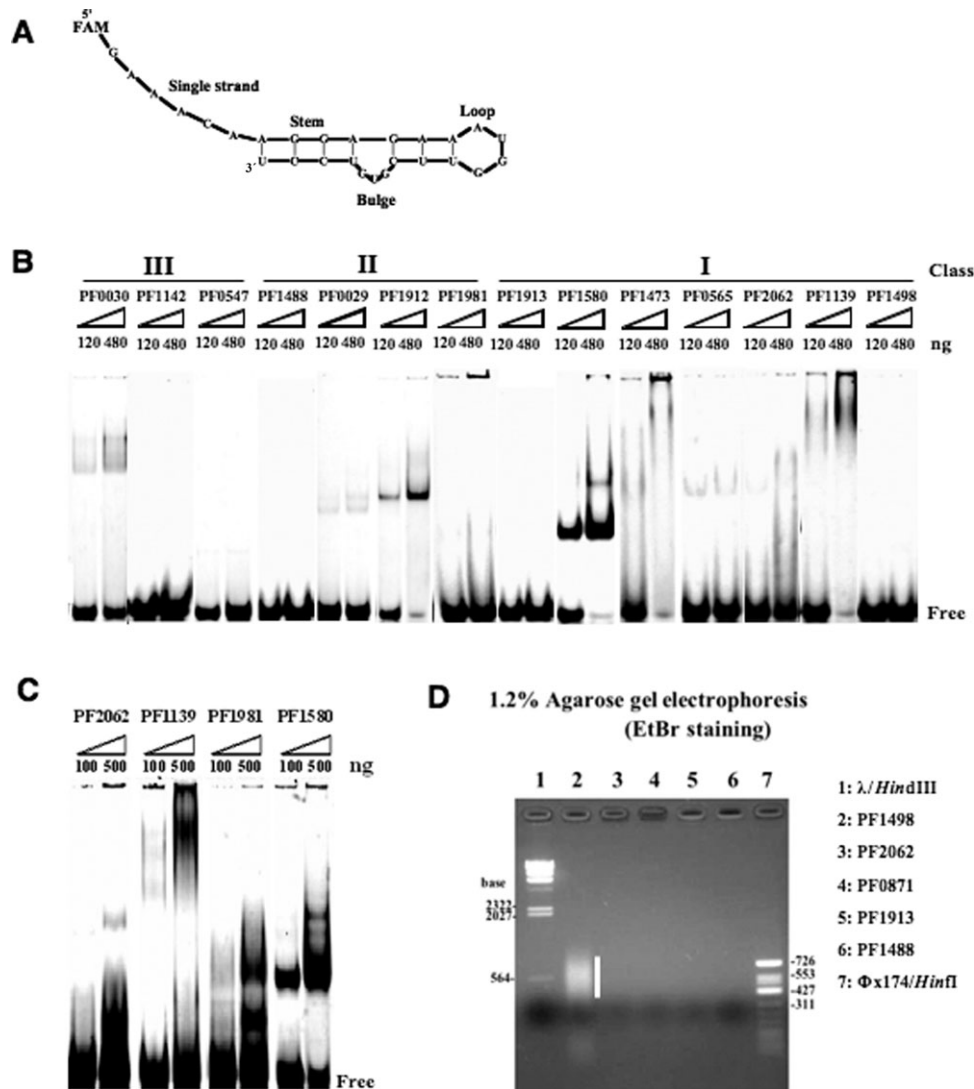 A
5'
FAM
G
A
A
A
C
A
Single strand
Stem
Loop
A G G A G A A A U G G
3´ U C C U G G C U U
Bulge
B
III II I Class
PF0030 PF1142 PF0547 PF1488 PF0029 PF1912 PF1981 PF1913 PF1580 PF1473 PF0565 PF2062 PF1139 PF1498
120 480 120 480 120 480 120 480 120 480 120 480 120 480 120 480 120 480 120 480 120 480 120 480 120 480 120 480 ng
Free
C
PF2062 PF1139 PF1981 PF1580
100 500 100 500 100 500 100 500 ng
Free
D
1.2% Agarose gel electrophoresis
(EtBr staining)
1 2 3 4 5 6 7
base
2322-
2027-
564-
-726
-553
-427
-311
1: λ/HindIII
2: PF1498
3: PF2062
4: PF0871
5: PF1913
6: PF1488
7: Φx174/HinfI